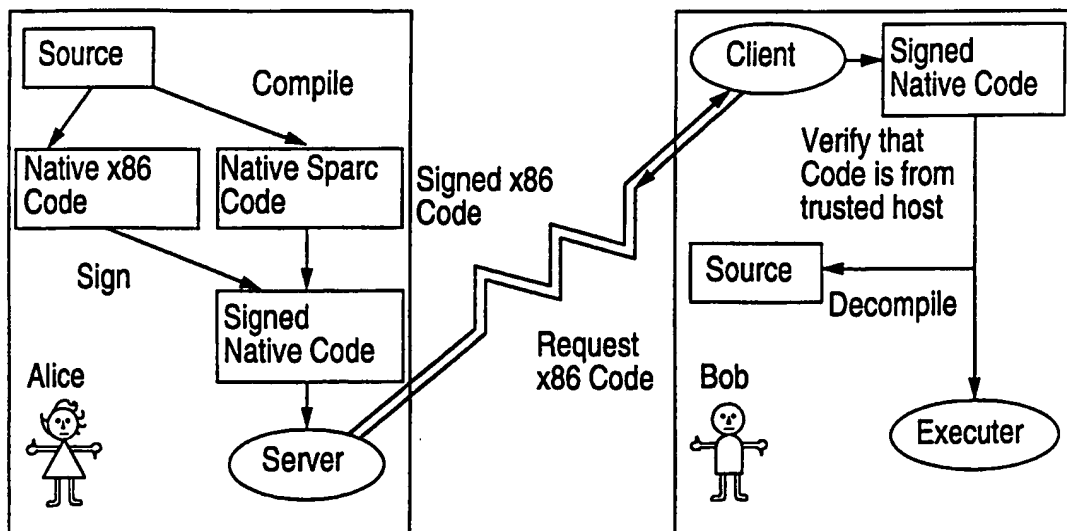 Source
Compile
Native x86
Code
Native Sparc
Code
Signed x86
Code
Sign
Signed
Native Code
Alice
Server
Request
x86 Code
Client
Signed
Native Code
Verify that
Code is from
trusted host
Source
Decompile
Bob
Executer